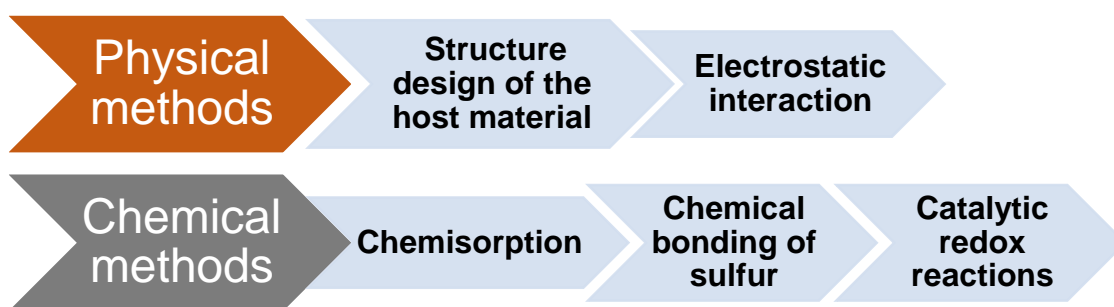 Physical
methods
Structure
design of the
host material
Electrostatic
interaction
Chemical
methods
Chemisorption
Chemical
bonding of
sulfur
Catalytic
redox
reactions